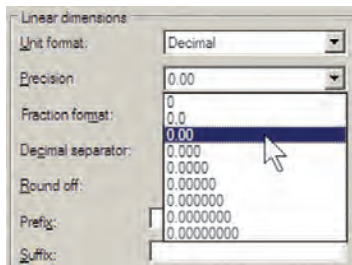 Linear dimensions
Unit format: Decimal
Precision 0.00
0
0.0
Fraction format: 0.00
0.000
Decimal separator: 0.0000
0.00000
Round off: 0.000000
0.0000000
Prefix: 0.00000000
Suffix: